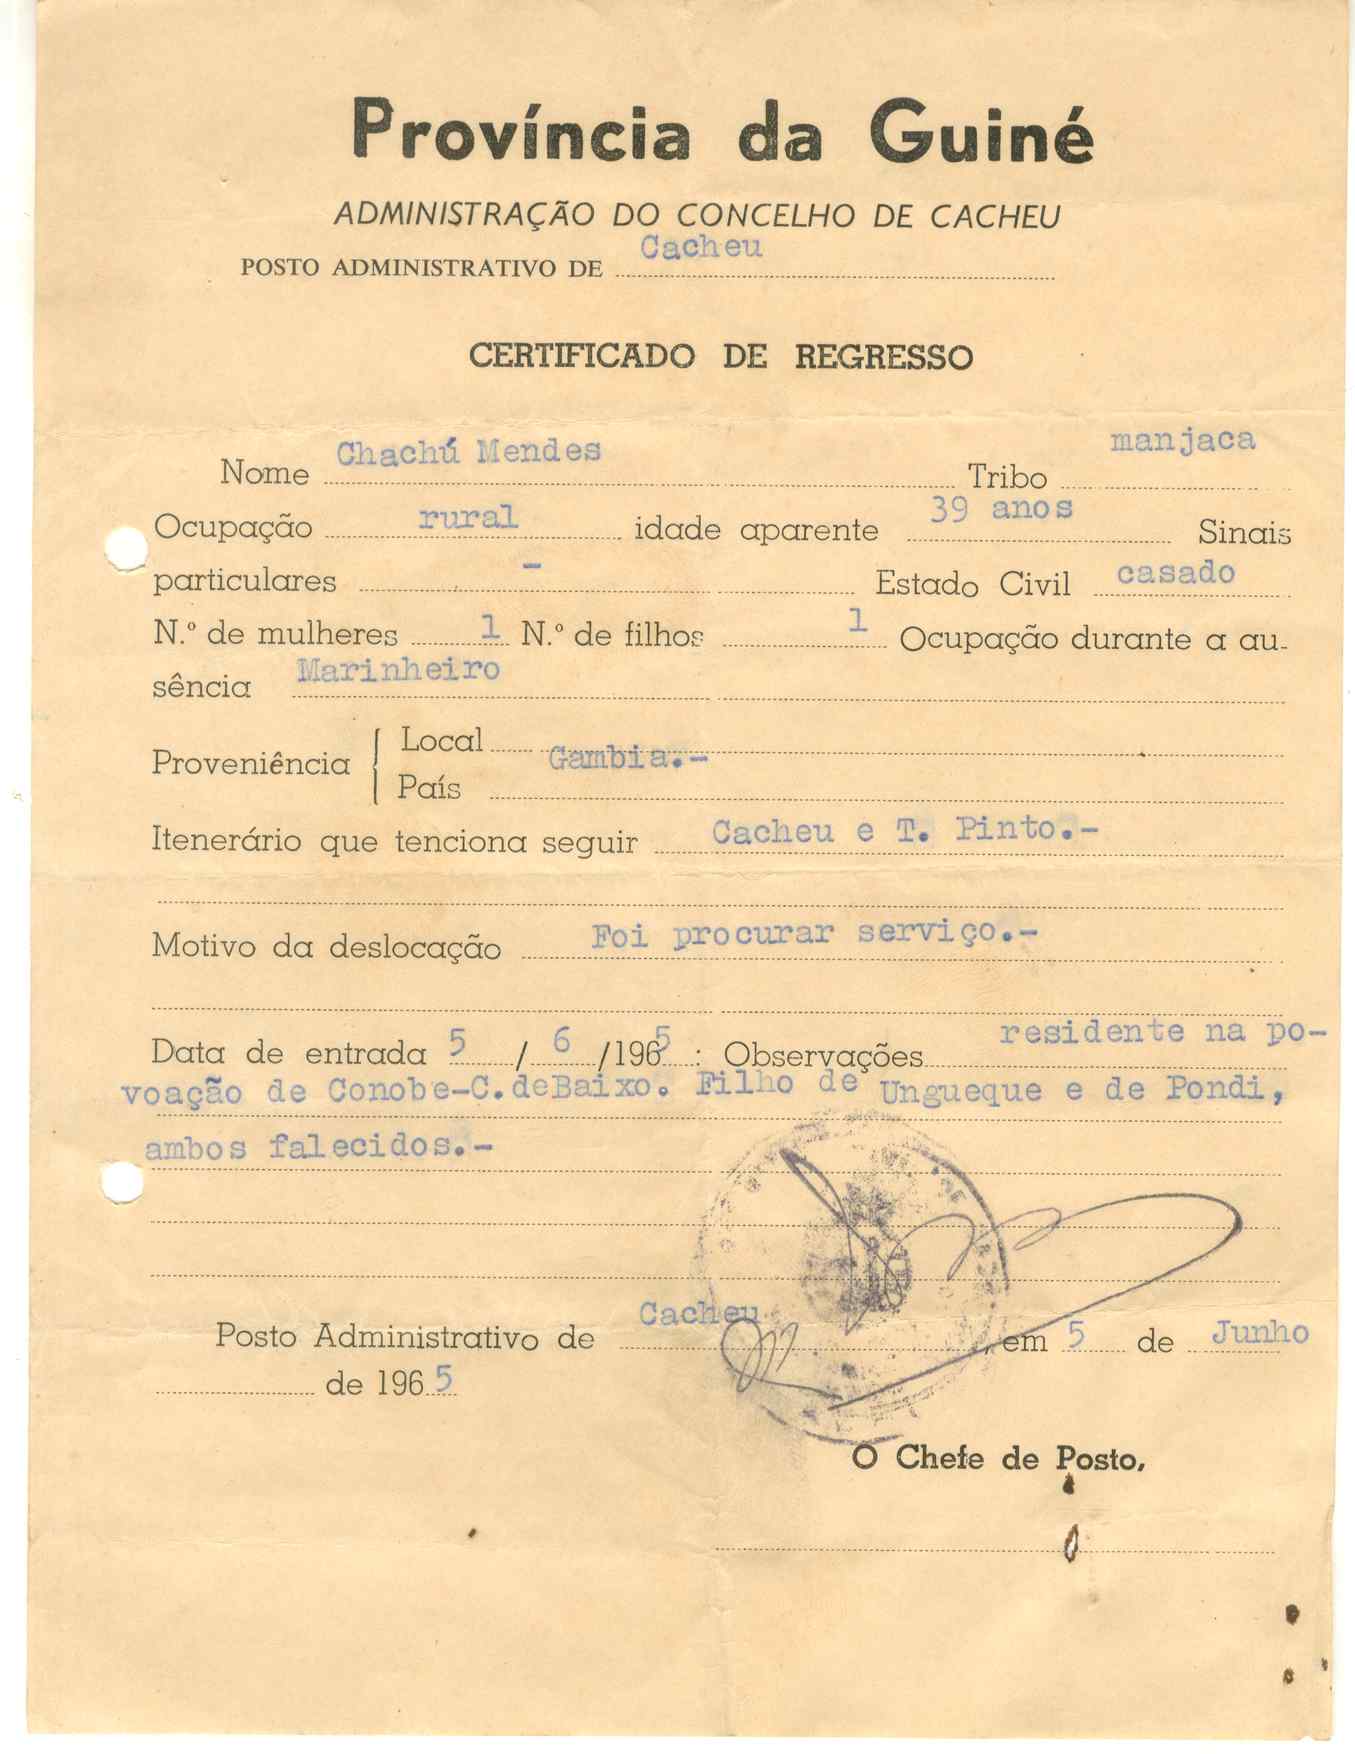 Província da Guiné
ADMINISTRAÇÃO DO CONCELHO DE CACHEU
POSTO ADMINISTRATIVO DE Cacheu
CERTIFICADO DE REGRESSO
Nome Chachú Mendes Tribo manjaca
Ocupação rural idade aparente 39 anos Sinais
particulares - Estado Civil casado
N.º de mulheres 1 N.º de filhos 1 Ocupação durante a au-
sência Marinheiro
Proveniência { Local Gambia.-
País
Itenerário que tenciona seguir Cacheu e T. Pinto.-
Motivo da deslocação Foi procurar serviço.-
Data de entrada 5 / 6 /1965 : Observações residente na po-
voação de Conobe-C.deBaixo. Filho de Ungueque e de Pondi,
ambos falecidos.-
Posto Administrativo de Cacheu, em 5 de Junho
de 1965
O Chefe de Posto,